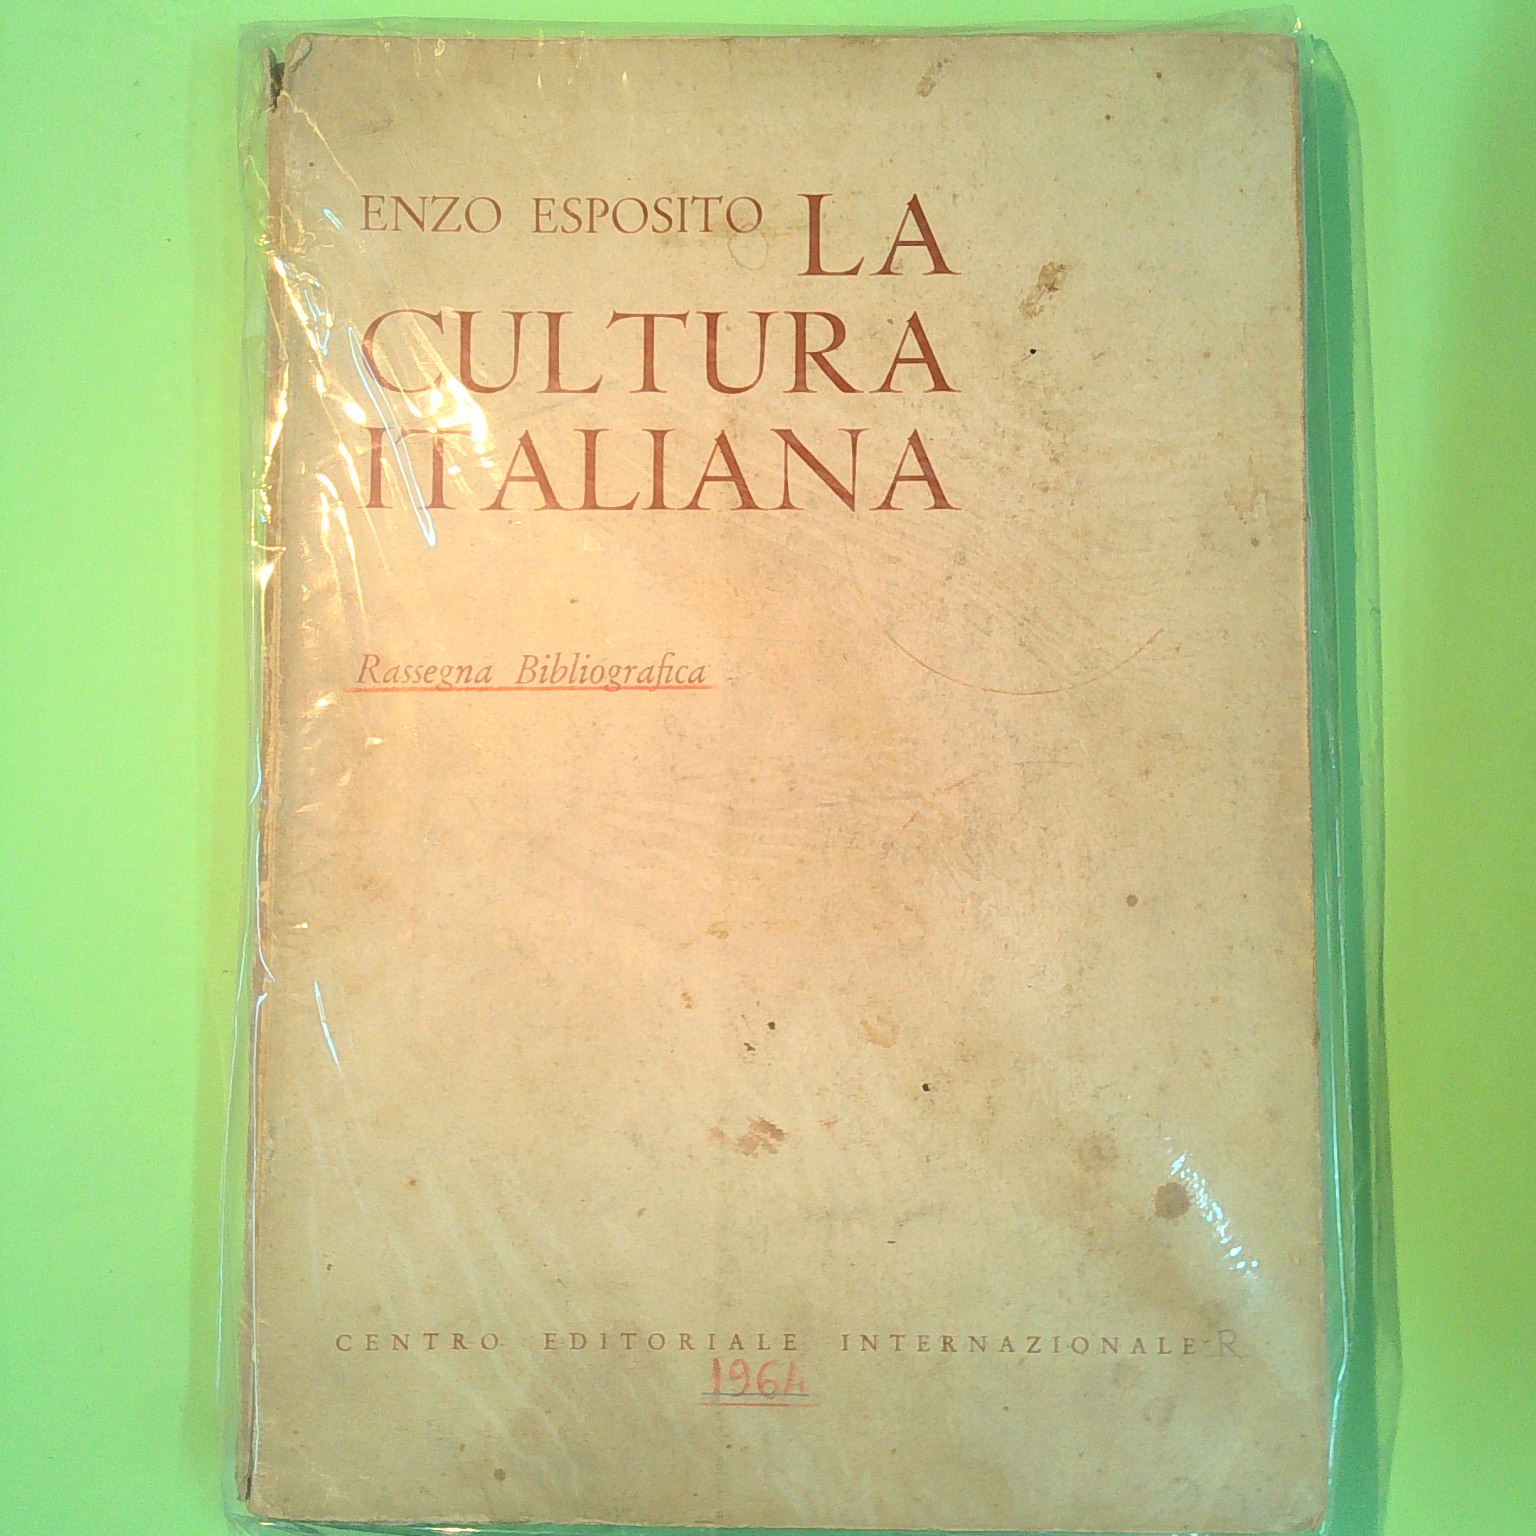 ENZO ESPOSITO LA
CULTURA
ITALIANA
Rassegna Bibliografica
CENTRO EDITORIALE INTERNAZIONALE R
1964